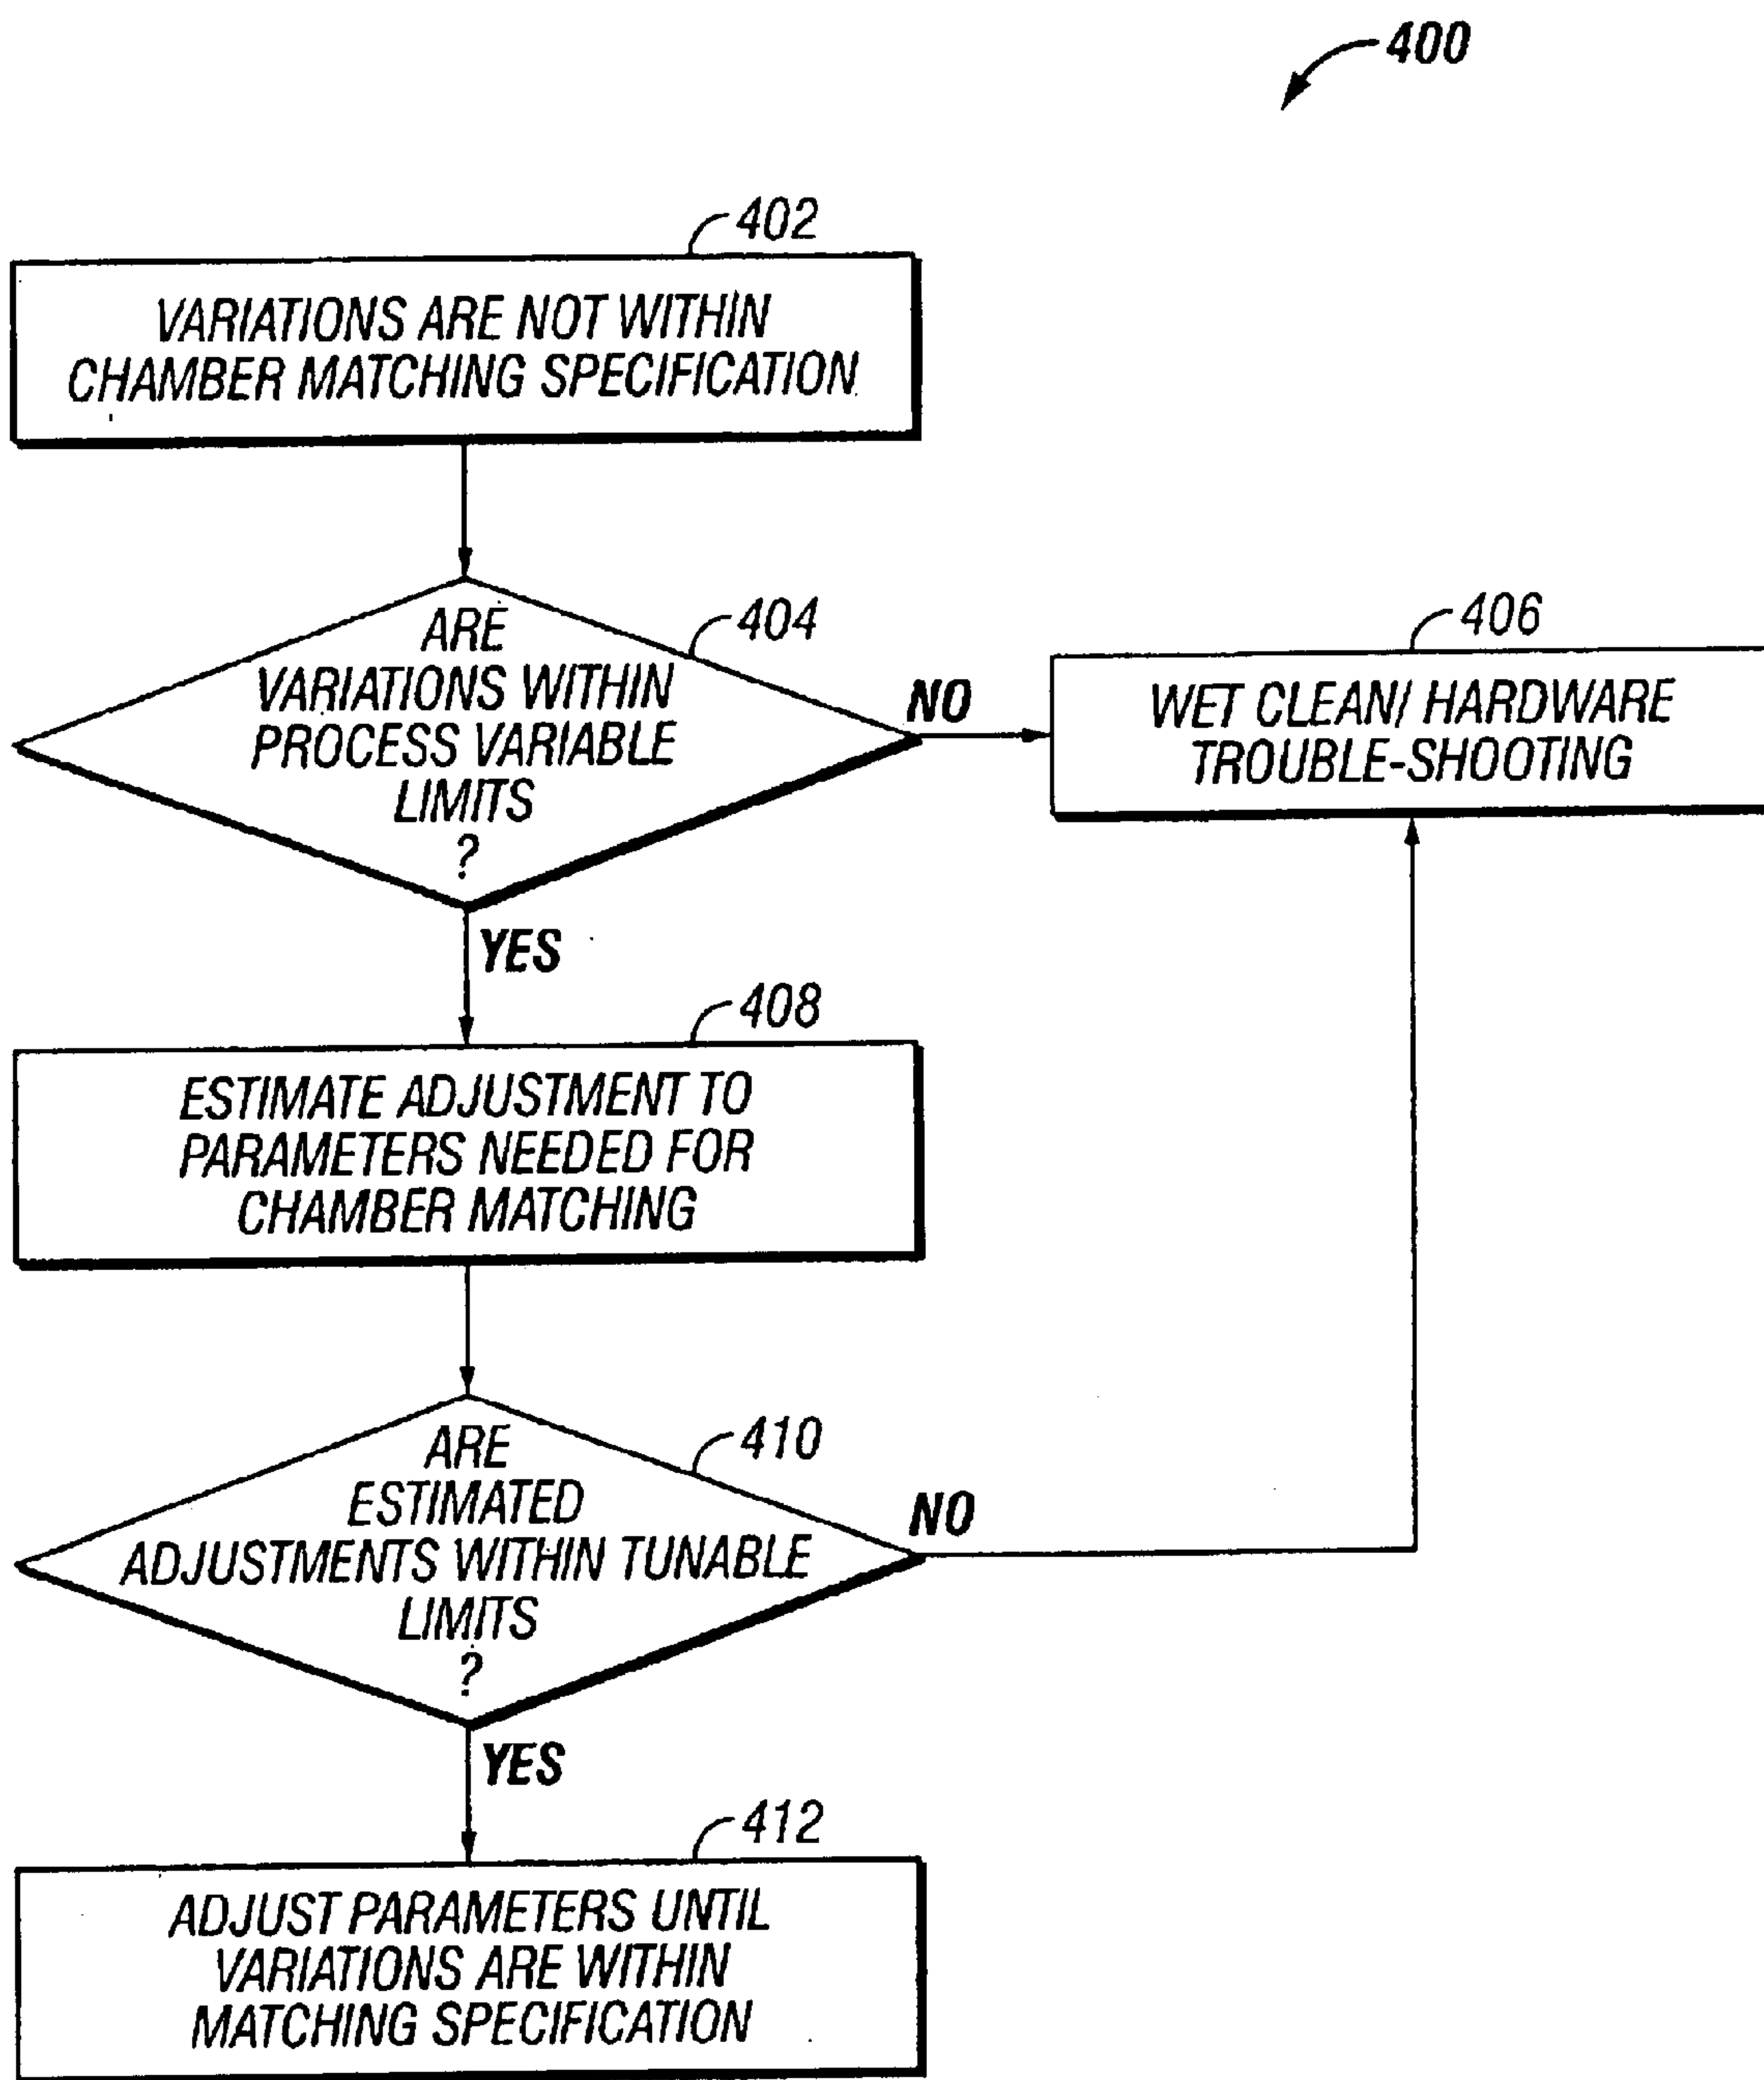 400
402
VARIATIONS ARE NOT WITHIN
CHAMBER MATCHING SPECIFICATION
404
ARE
VARIATIONS WITHIN
PROCESS VARIABLE
LIMITS
?
NO
406
WET CLEAN/ HARDWARE
TROUBLE-SHOOTING
YES
408
ESTIMATE ADJUSTMENT TO
PARAMETERS NEEDED FOR
CHAMBER MATCHING
410
ARE
ESTIMATED
ADJUSTMENTS WITHIN TUNABLE
LIMITS
?
NO
YES
412
ADJUST PARAMETERS UNTIL
VARIATIONS ARE WITHIN
MATCHING SPECIFICATION